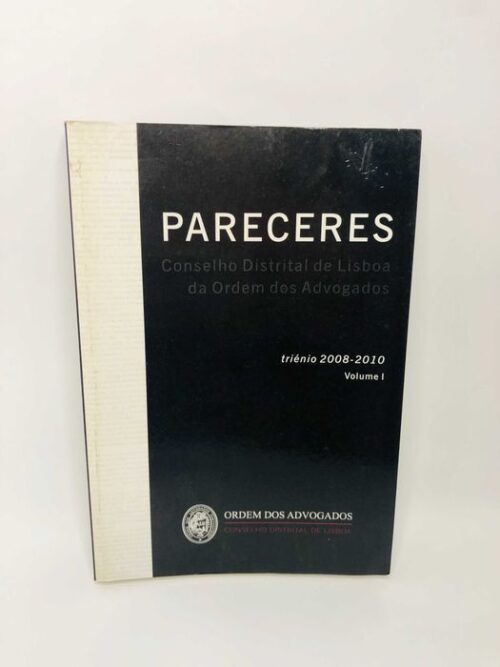 PARECERES
Conselho Distrital de Lisboa
da Ordem dos Advogados
triénio 2008-2010
Volume I
ORDEM DOS ADVOGADOS
CONSELHO DISTRITAL DE LISBOA